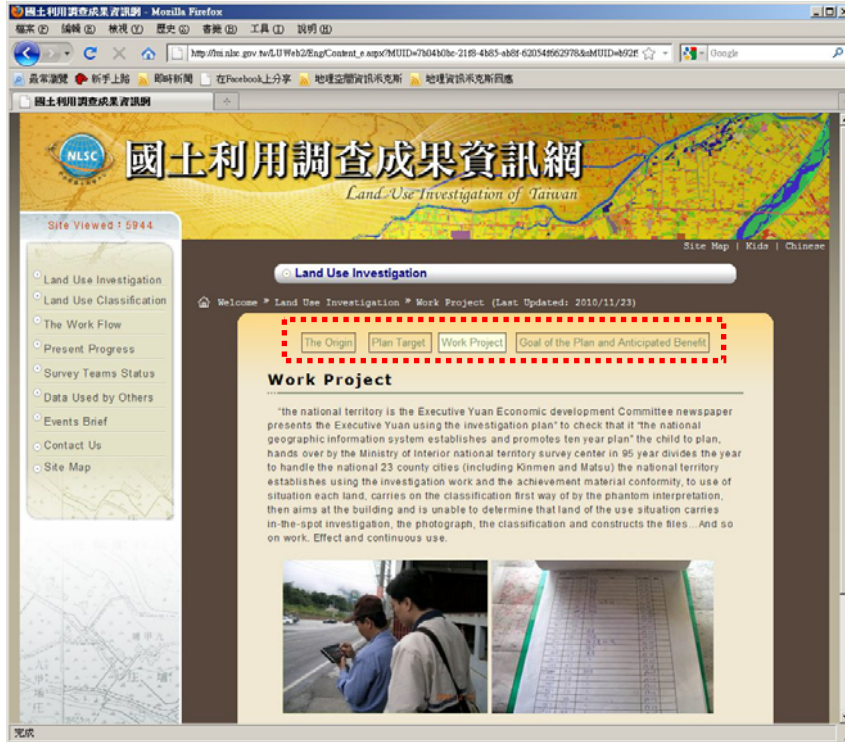 國土利用調查成果資訊網 - Mozilla Firefox
檔案(F) 編輯(E) 檢視(V) 歷史(S) 書籤(B) 工具(T) 說明(H)
Google
最常瀏覽 新手上路 即時新聞 在Facebook上分享 地理空間資訊米克斯 地理資訊米克斯回應
國土利用調查成果資訊網
NLSC
國土利用調查成果資訊網
Land Use Investigation of Taiwan
Site Viewed : 5944
Site Map | Kids | Chinese
Land Use Investigation
Land Use Classification
The Work Flow
Present Progress
Survey Teams Status
Data Used by Others
Events Brief
Contact Us
Site Map
Land Use Investigation
Welcome » Land Use Investigation » Work Project (Last Updated: 2010/11/23)
The Origin Plan Target Work Project Goal of the Plan and Anticipated Benefit
Work Project
"the national territory is the Executive Yuan Economic development Committee newspaper
presents the Executive Yuan using the investigation plan" to check that it "the national
geographic information system establishes and promotes ten year plan" the child to plan,
hands over by the Ministry of Interior national territory survey center in 95 year divides the year
to handle the national 23 county cities (including Kinmen and Matsu) the national territory
establishes using the investigation work and the achievement material conformity, to use of
situation each land, carries on the classification first way of by the phantom interpretation,
then aims at the building and is unable to determine that land of the use situation carries
in-the-spot investigation, the photograph, the classification and constructs the files...And so
on work. Effect and continuous use.
完成